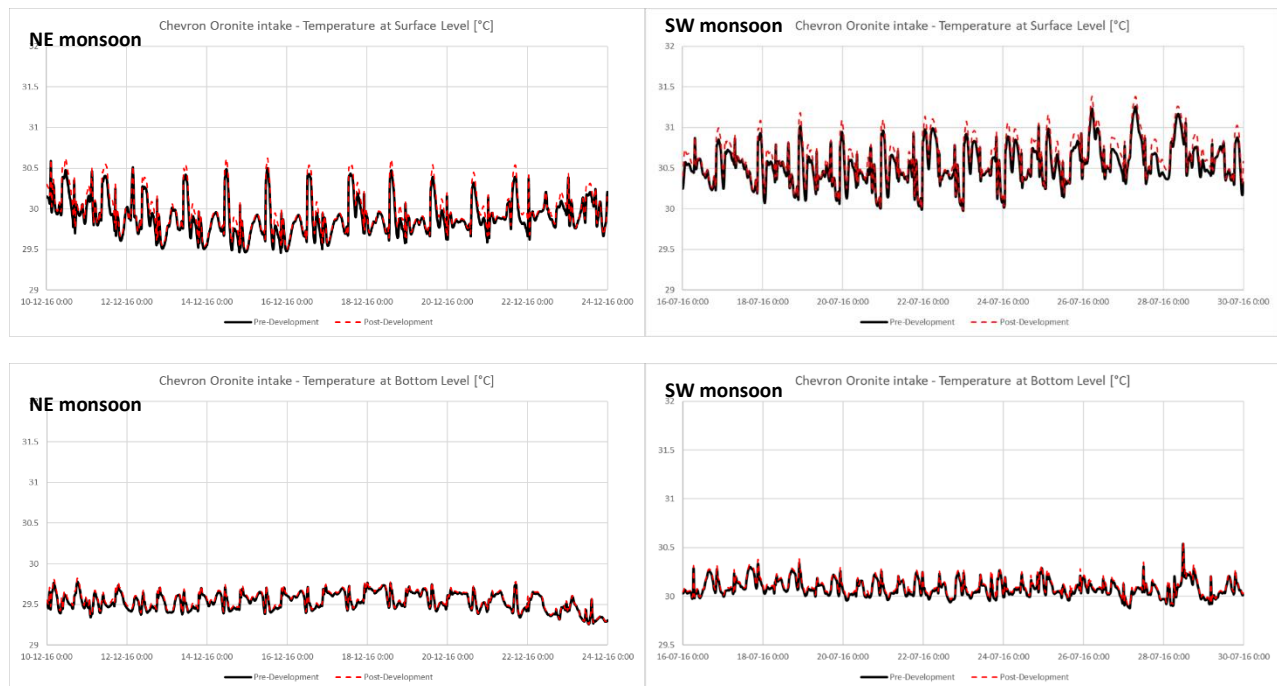 Chevron Oronite intake - Temperature at Surface Level [°C]
NE monsoon
32
31.5
31
30.5
30
29.5
29
10-12-16 0:00 12-12-16 0:00 14-12-16 0:00 16-12-16 0:00 18-12-16 0:00 20-12-16 0:00 22-12-16 0:00 24-12-16 0:00
Pre-Development Post-Development
Chevron Oronite intake - Temperature at Surface Level [°C]
SW monsoon
32
31.5
31
30.5
30
29.5
29
16-07-16 0:00 18-07-16 0:00 20-07-16 0:00 22-07-16 0:00 24-07-16 0:00 26-07-16 0:00 28-07-16 0:00 30-07-16 0:00
Pre-Development Post-Development
Chevron Oronite intake - Temperature at Bottom Level [°C]
NE monsoon
32
31.5
31
30.5
30
29.5
29
10-12-16 0:00 12-12-16 0:00 14-12-16 0:00 16-12-16 0:00 18-12-16 0:00 20-12-16 0:00 22-12-16 0:00 24-12-16 0:00
Pre-Development Post-Development
Chevron Oronite intake - Temperature at Bottom Level [°C]
SW monsoon
32
31.5
31
30.5
30
29.5
16-07-16 0:00 18-07-16 0:00 20-07-16 0:00 22-07-16 0:00 24-07-16 0:00 26-07-16 0:00 28-07-16 0:00 30-07-16 0:00
Pre-Development Post-Development